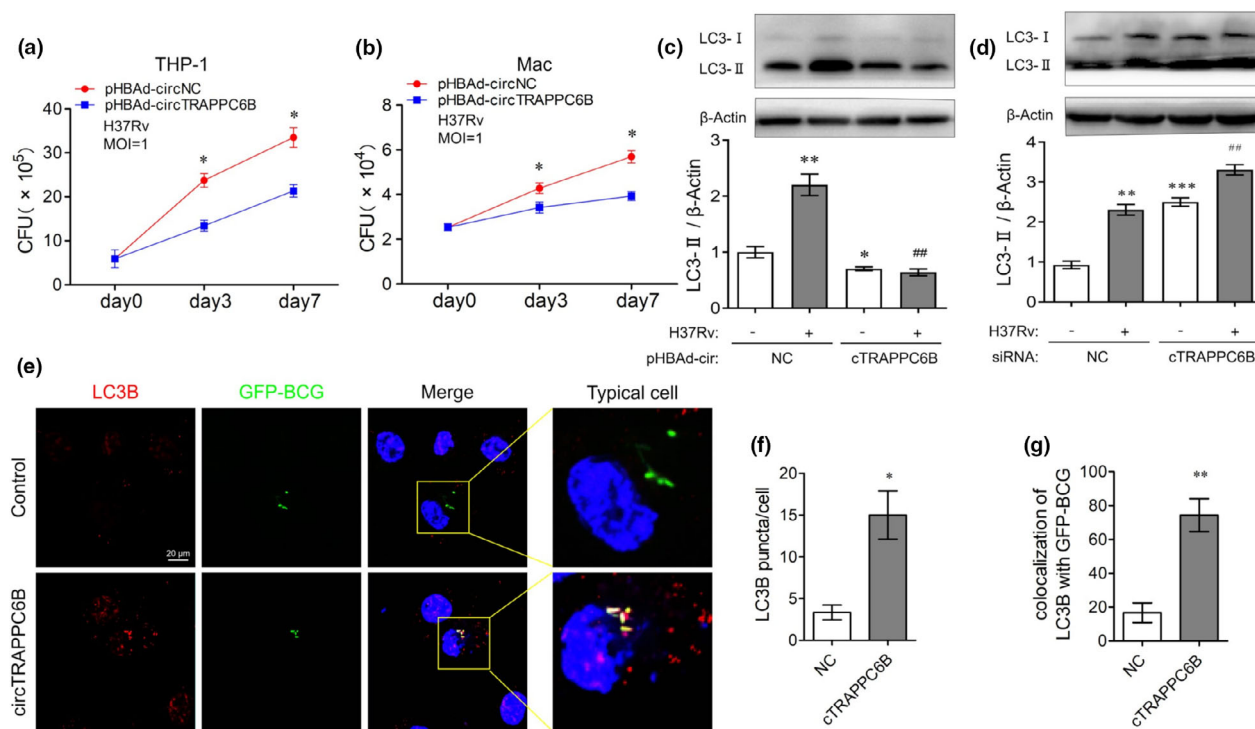 (a)
THP-1
pHBAd-circNC
pHBAd-circTRAPPC6B
H37Rv
MOI=1
CFU( × 10⁵)
40
30
20
10
0
*
*
day0 day3 day7
(b)
Mac
pHBAd-circNC
pHBAd-circTRAPPC6B
H37Rv
MOI=1
CFU( × 10⁴)
8
6
4
2
0
*
*
day0 day3 day7
(c)
LC3-Ⅰ
LC3-Ⅱ
β-Actin
LC3-Ⅱ / β-Actin
3
2
1
0
**
*
##
H37Rv: - + - +
pHBAd-cir: NC cTRAPPC6B
(d)
LC3-Ⅰ
LC3-Ⅱ
β-Actin
LC3-Ⅱ / β-Actin
4
3
2
1
0
**
***
##
H37Rv: - + - +
siRNA: NC cTRAPPC6B
(e)
LC3B GFP-BCG Merge Typical cell
Control
20 μm
circTRAPPC6B
(f)
LC3B puncta/cell
20
15
10
5
0
*
NC cTRAPPC6B
(g)
colocalization of
LC3B with GFP-BCG
100
80
60
40
20
0
**
NC cTRAPPC6B